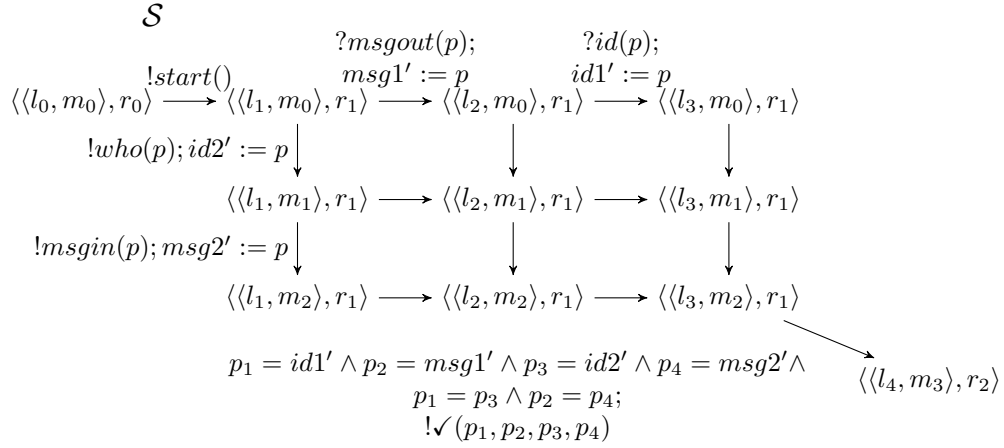 𝒮
?msgout(p); ?id(p);
!start() msg1′ := p id1′ := p
⟨⟨l₀, m₀⟩, r₀⟩ ⟨⟨l₁, m₀⟩, r₁⟩ ⟨⟨l₂, m₀⟩, r₁⟩ ⟨⟨l₃, m₀⟩, r₁⟩
!who(p); id2′ := p
⟨⟨l₁, m₁⟩, r₁⟩ ⟨⟨l₂, m₁⟩, r₁⟩ ⟨⟨l₃, m₁⟩, r₁⟩
!msgin(p); msg2′ := p
⟨⟨l₁, m₂⟩, r₁⟩ ⟨⟨l₂, m₂⟩, r₁⟩ ⟨⟨l₃, m₂⟩, r₁⟩
p₁ = id1′ ∧ p₂ = msg1′ ∧ p₃ = id2′ ∧ p₄ = msg2′∧
⟨⟨l₄, m₃⟩, r₂⟩
p₁ = p₃ ∧ p₂ = p₄;
!✓(p₁, p₂, p₃, p₄)